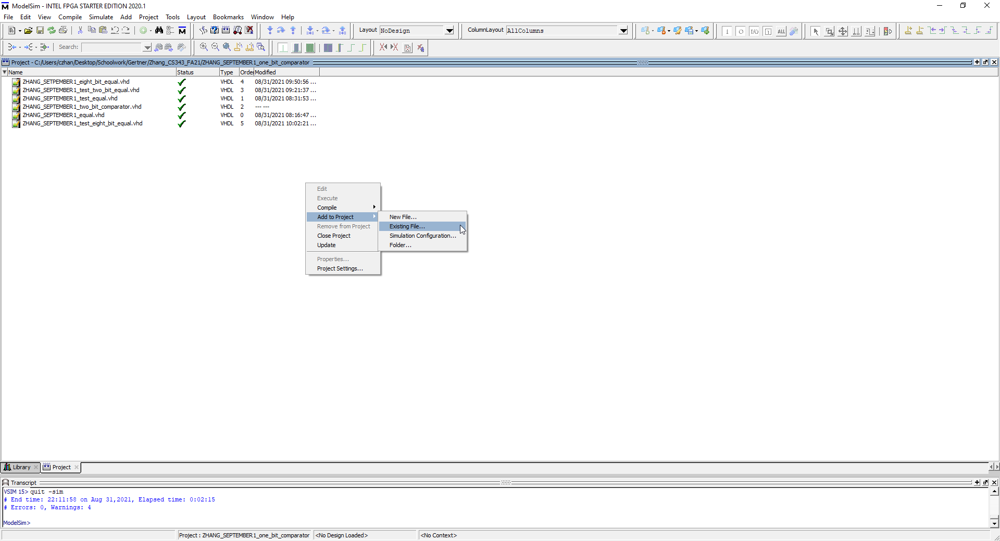 ModelSim - INTEL FPGA STARTER EDITION 2020.1
File Edit View Compile Simulate Add Project Tools Layout Bookmarks Window Help
Layout NoDesign ColumnLayout AllColumns
Search:
Project - C:/Users/czhan/Desktop/Schoolwork/Gertner/Zhang_CS343_FA21/ZHANG_SEPTEMBER1_one_bit_comparator
Name Status Type Order Modified
ZHANG_SETPEMBER1_eight_bit_equal.vhd VHDL 4 08/31/2021 09:50:56 ...
ZHANG_SEPTEMBER1_test_two_bit_equal.vhd VHDL 3 08/31/2021 09:21:37 ...
ZHANG_SEPTEMBER1_test_equal.vhd VHDL 1 08/31/2021 08:31:53 ...
ZHANG_SEPTEMBER1_two_bit_comparator.vhd VHDL 2 --- ---
ZHANG_SEPTEMBER1_equal.vhd VHDL 0 08/31/2021 08:16:47 ...
ZHANG_SEPTEMBER1_test_eight_bit_equal.vhd VHDL 5 08/31/2021 10:02:21 ...
Edit
Execute
Compile
Add to Project
Remove from Project
Close Project
Update
Properties...
Project Settings...
New File...
Existing File...
Simulation Configuration...
Folder...
Library Project
Transcript
VSIM 15> quit -sim
# End time: 22:11:58 on Aug 31,2021, Elapsed time: 0:02:15
# Errors: 0, Warnings: 4
ModelSim>
Project : ZHANG_SEPTEMBER1_one_bit_comparator <No Design Loaded> <No Context>